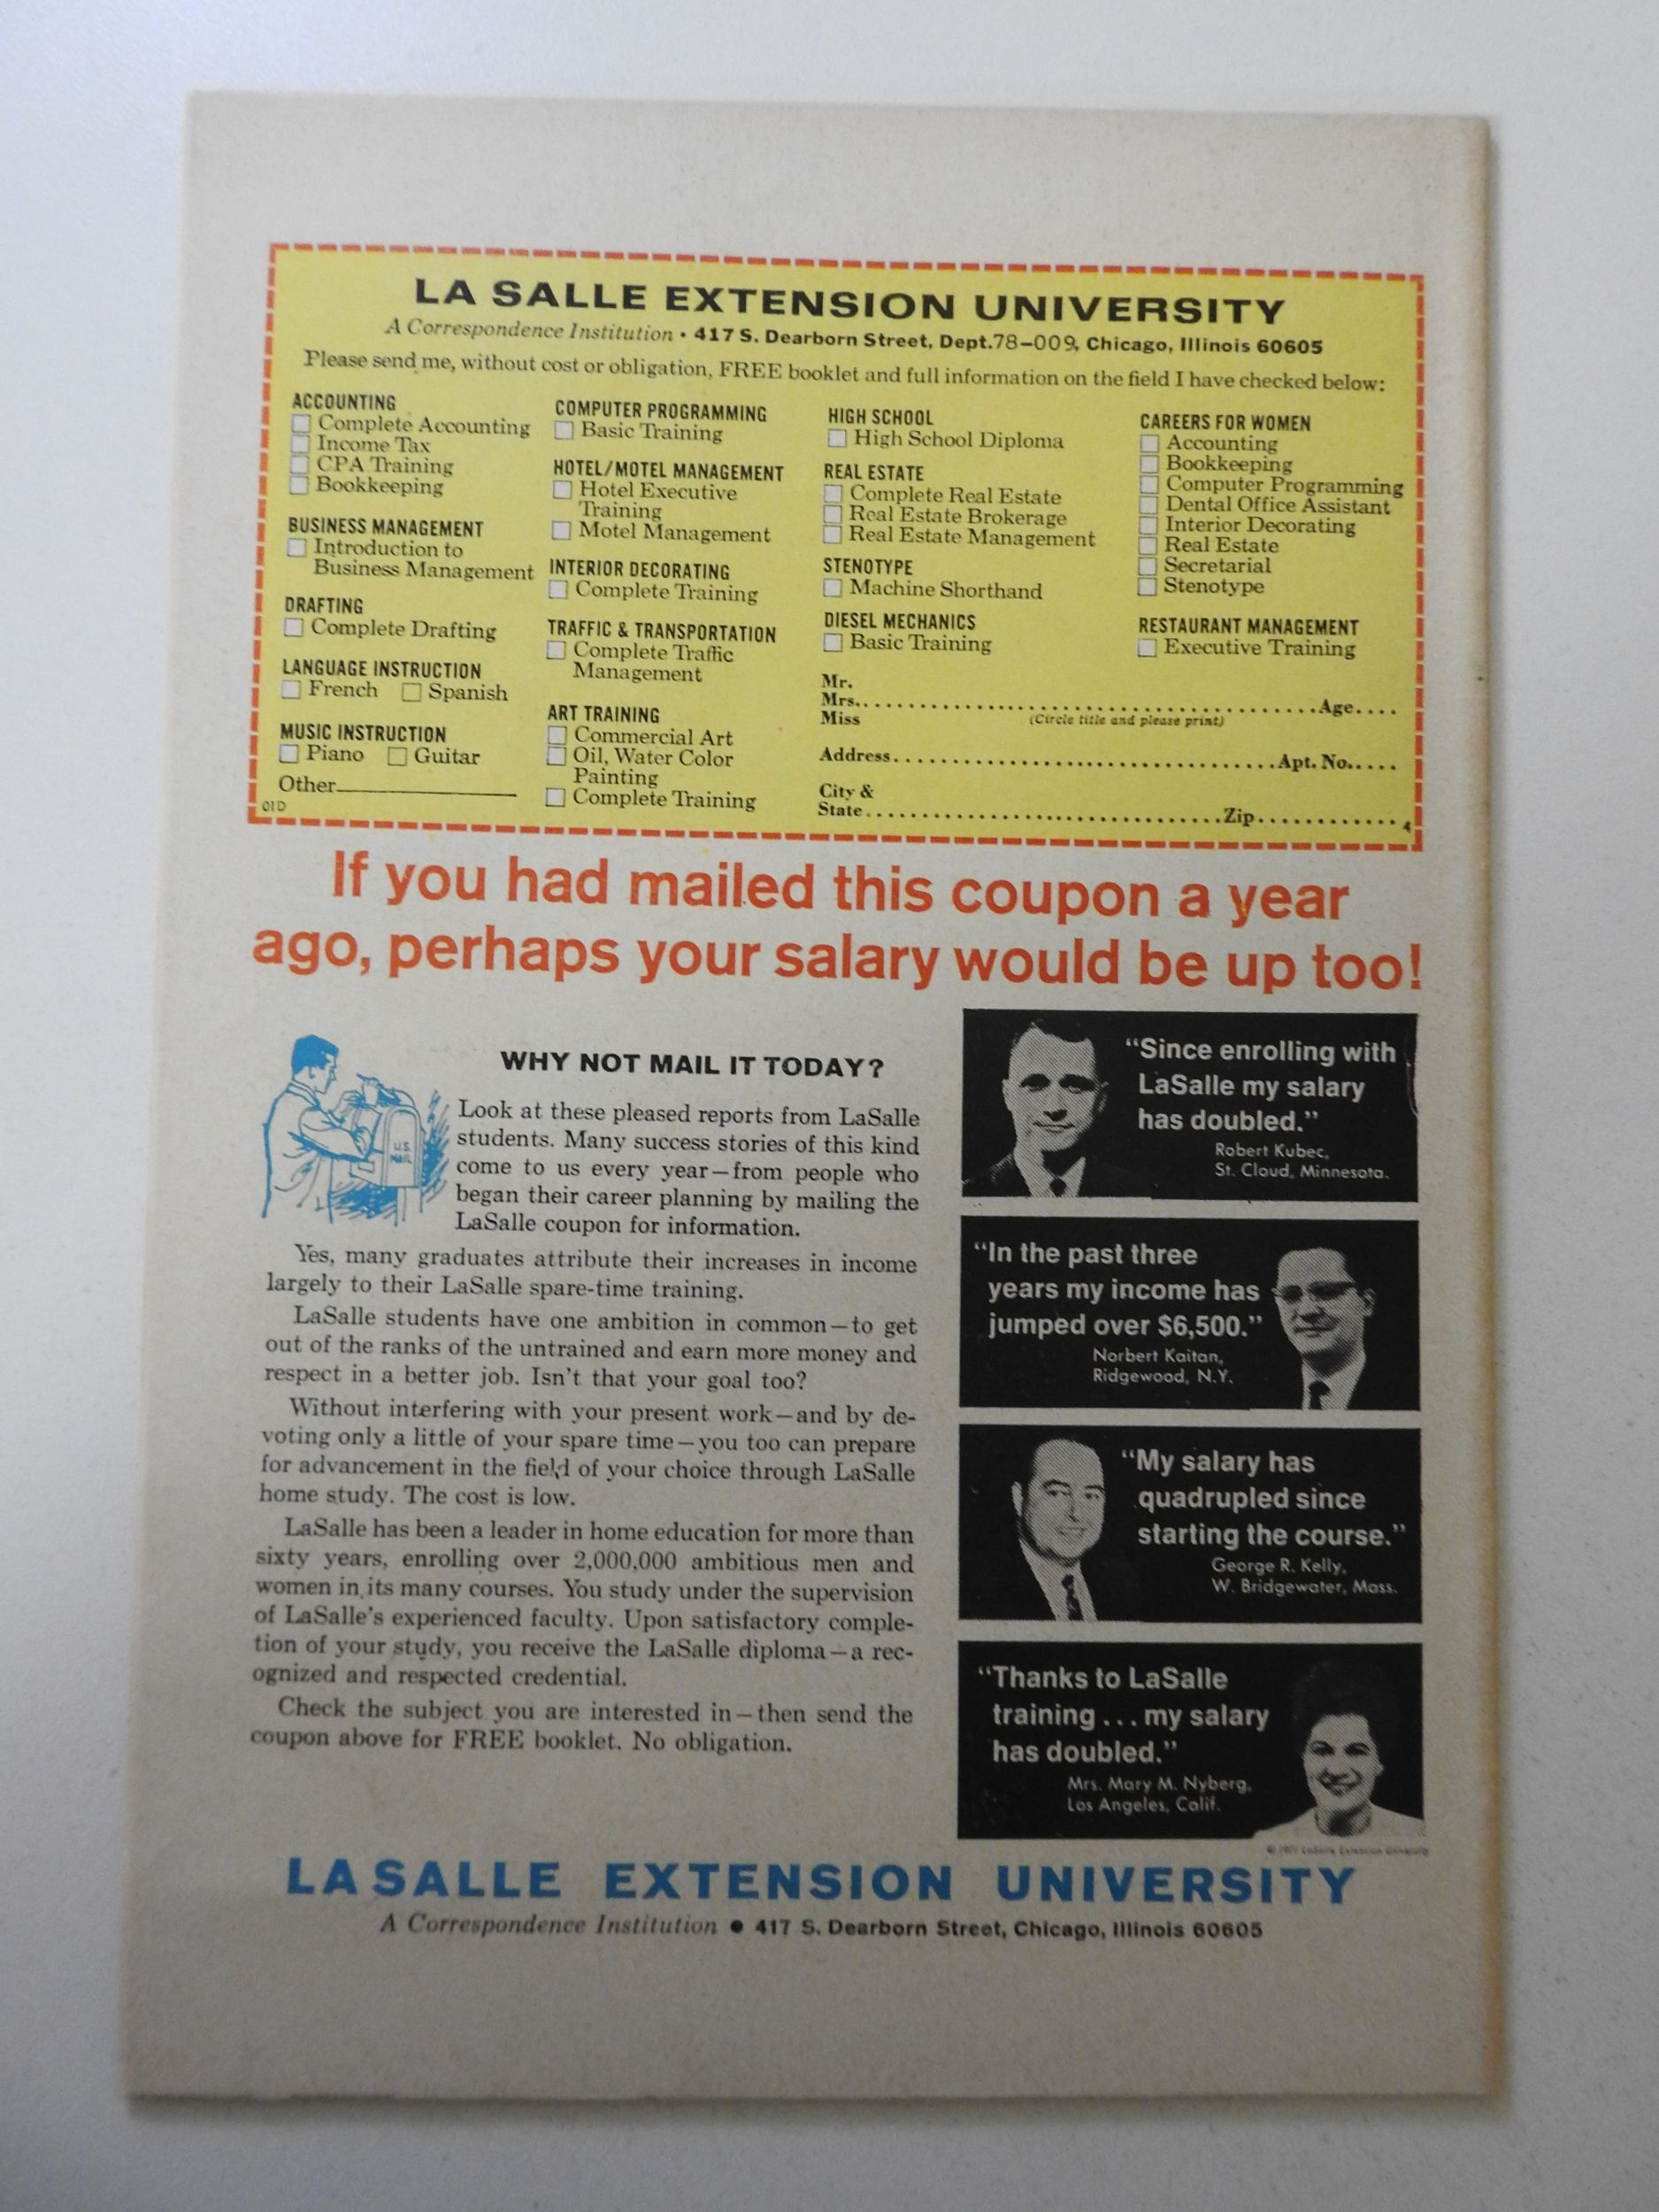 LA SALLE EXTENSION UNIVERSITY
A Correspondence Institution • 417 S. Dearborn Street, Dept.78-009, Chicago, Illinois 60605
Please send me, without cost or obligation, FREE booklet and full information on the field I have checked below:
ACCOUNTING
Complete Accounting
Income Tax
CPA Training
Bookkeeping
BUSINESS MANAGEMENT
Introduction to
Business Management
DRAFTING
Complete Drafting
LANGUAGE INSTRUCTION
French Spanish
MUSIC INSTRUCTION
Piano Guitar
Other
01D
COMPUTER PROGRAMMING
Basic Training
HOTEL/MOTEL MANAGEMENT
Hotel Executive
Training
Motel Management
INTERIOR DECORATING
Complete Training
TRAFFIC & TRANSPORTATION
Complete Traffic
Management
ART TRAINING
Commercial Art
Oil, Water Color
Painting
Complete Training
HIGH SCHOOL
High School Diploma
REAL ESTATE
Complete Real Estate
Real Estate Brokerage
Real Estate Management
STENOTYPE
Machine Shorthand
DIESEL MECHANICS
Basic Training
CAREERS FOR WOMEN
Accounting
Bookkeeping
Computer Programming
Dental Office Assistant
Interior Decorating
Real Estate
Secretarial
Stenotype
RESTAURANT MANAGEMENT
Executive Training
Mr.
Mrs. Age
Miss (Circle title and please print)
Address Apt. No.
City &
State Zip
4
If you had mailed this coupon a year
ago, perhaps your salary would be up too!
U.S.
MAIL
WHY NOT MAIL IT TODAY?
Look at these pleased reports from LaSalle
students. Many success stories of this kind
come to us every year—from people who
began their career planning by mailing the
LaSalle coupon for information.
Yes, many graduates attribute their increases in income
largely to their LaSalle spare-time training.
LaSalle students have one ambition in common—to get
out of the ranks of the untrained and earn more money and
respect in a better job. Isn't that your goal too?
Without interfering with your present work—and by de-
voting only a little of your spare time—you too can prepare
for advancement in the field of your choice through LaSalle
home study. The cost is low.
LaSalle has been a leader in home education for more than
sixty years, enrolling over 2,000,000 ambitious men and
women in its many courses. You study under the supervision
of LaSalle's experienced faculty. Upon satisfactory comple-
tion of your study, you receive the LaSalle diploma—a rec-
ognized and respected credential.
Check the subject you are interested in—then send the
coupon above for FREE booklet. No obligation.
"Since enrolling with
LaSalle my salary
has doubled."
Robert Kubec,
St. Cloud, Minnesota.
"In the past three
years my income has
jumped over $6,500."
Norbert Kaitan,
Ridgewood, N.Y.
"My salary has
quadrupled since
starting the course."
George R. Kelly,
W. Bridgewater, Mass.
"Thanks to LaSalle
training ... my salary
has doubled."
Mrs. Mary M. Nyberg,
Los Angeles, Calif.
© LaSalle Extension University
LASALLE EXTENSION UNIVERSITY
A Correspondence Institution ● 417 S. Dearborn Street, Chicago, Illinois 60605